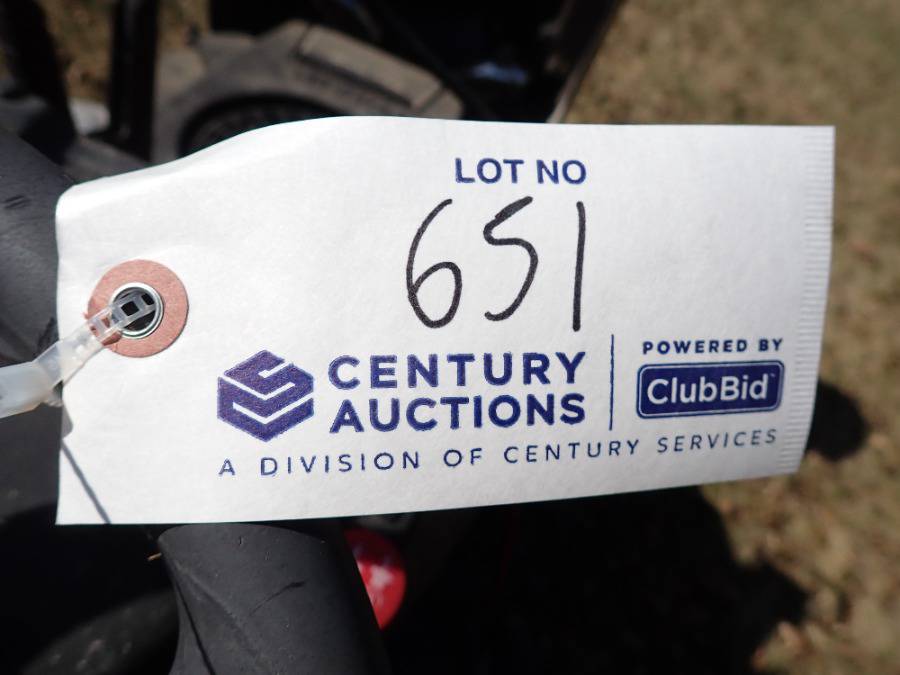 LOT NO
651
CENTURY
AUCTIONS
POWERED BY
ClubBid
A DIVISION OF CENTURY SERVICES